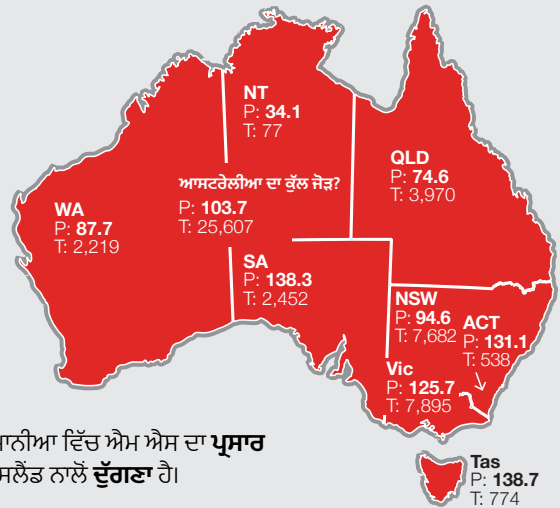 NT
P: 34.1
T: 77
QLD
P: 74.6
T: 3,970
ਆਸਟਰੇਲੀਆ ਦਾ ਕੁੱਲ ਜੋੜ?
P: 103.7
T: 25,607
WA
P: 87.7
T: 2,219
SA
P: 138.3
T: 2,452
NSW
P: 94.6
T: 7,682
ACT
P: 131.1
T: 538
Vic
P: 125.7
T: 7,895
ਵਿੱਚ ਐਮ ਐਸ ਦਾ ਪ੍ਰਸਾਰ
ਨਾਲੋਂ ਦੁੱਗਣਾ ਹੈ।
Tas
P: 138.7
T: 774